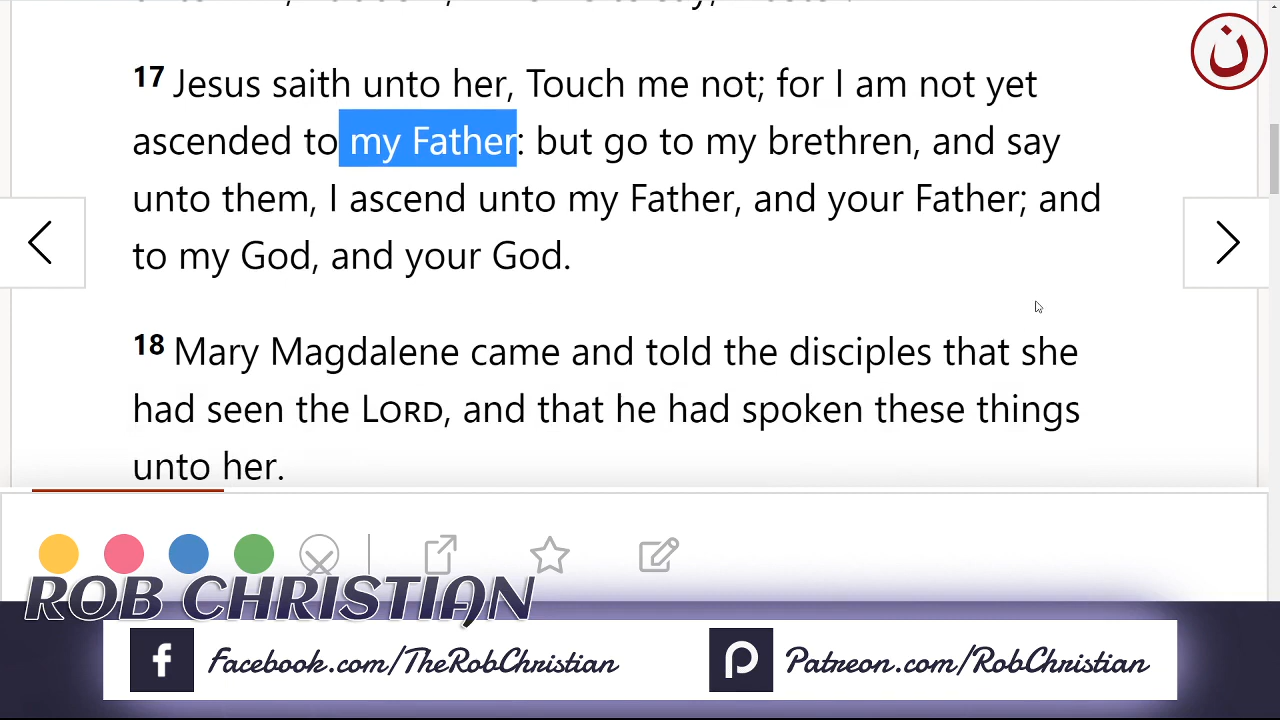 ن
17 Jesus saith unto her, Touch me not; for I am not yet
ascended to my Father: but go to my brethren, and say
unto them, I ascend unto my Father, and your Father; and
to my God, and your God.
18 Mary Magdalene came and told the disciples that she
had seen the LORD, and that he had spoken these things
unto her.
ROB CHRISTIAN
Facebook.com/TheRobChristian
Patreon.com/RobChristian